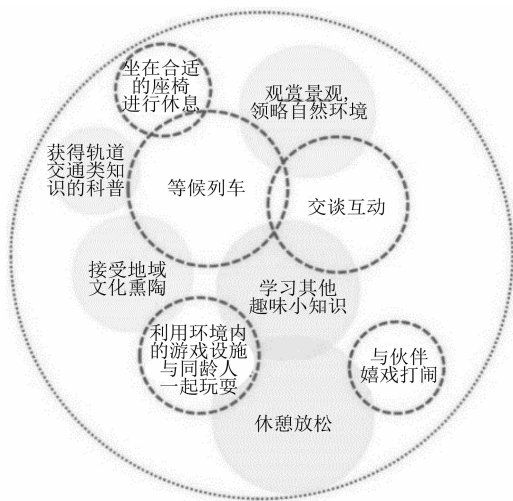 坐在合适
的座椅
进行休息
观赏景观,
领略自然环境
获得轨道
交通类知
识的科普
等候列车
交谈互动
接受地域
文化熏陶
学习其他
趣味小知识
利用环境内
的游戏设施
与同龄人
一起玩耍
与伙伴
嬉戏打闹
休憩放松